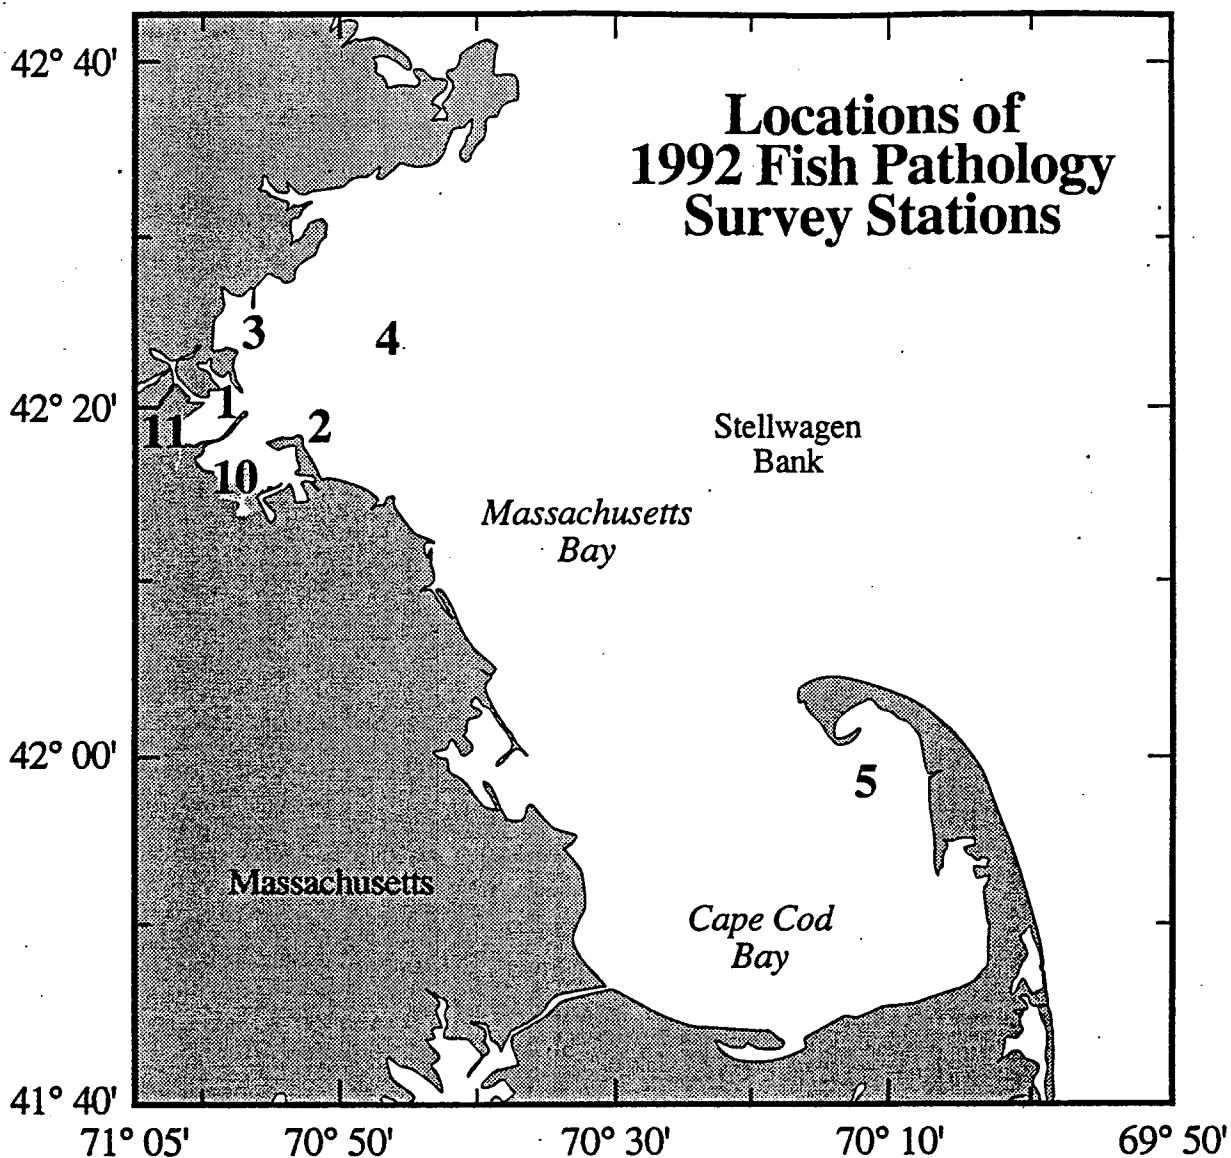 42° 40'
Locations of
1992 Fish Pathology
Survey Stations
3
4
42° 20'
1
11
2
10
Stellwagen
Bank
Massachusetts
Bay
42° 00'
5
Massachusetts
Cape Cod
Bay
41° 40'
71° 05'
70° 50'
70° 30'
70° 10'
69° 50'